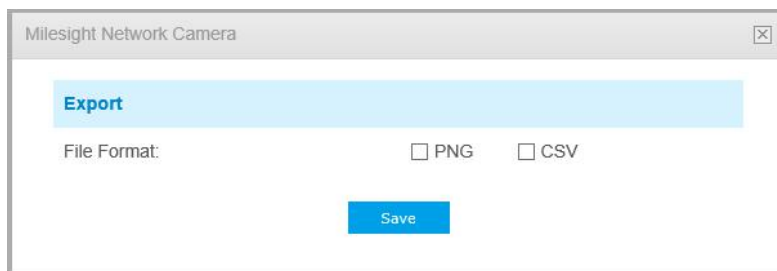 Milesight Network Camera
Export
File Format: PNG CSV
Save